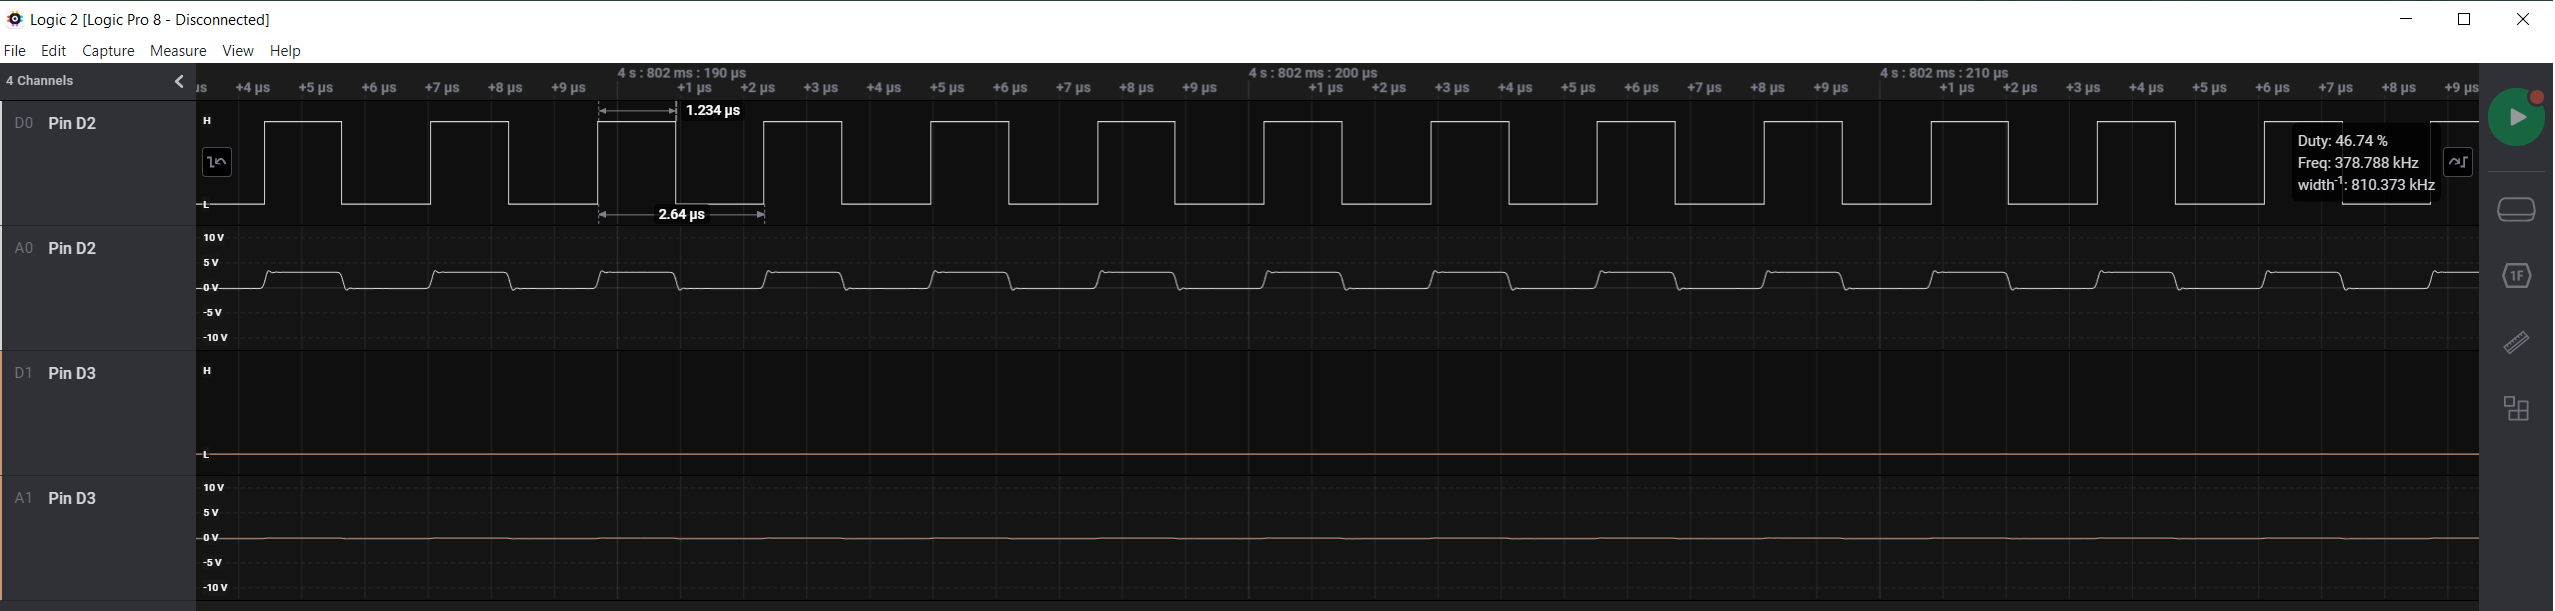 Logic 2 [Logic Pro 8 - Disconnected]
File Edit Capture Measure View Help
4 Channels
4 s : 802 ms : 190 µs 4 s : 802 ms : 200 µs 4 s : 802 ms : 210 µs
µs +4 µs +5 µs +6 µs +7 µs +8 µs +9 µs +1 µs +2 µs +3 µs +4 µs +5 µs +6 µs +7 µs +8 µs +9 µs +1 µs +2 µs +3 µs +4 µs +5 µs +6 µs +7 µs +8 µs +9 µs +1 µs +2 µs +3 µs +4 µs +5 µs +6 µs +7 µs +8 µs +9 µs
D0 Pin D2
H
1.234 µs
Duty: 46.74 %
Freq: 378.788 kHz
width⁻¹: 810.373 kHz
L
2.64 µs
A0 Pin D2
10 V
5 V
0 V
-5 V
-10 V
D1 Pin D3
H
L
A1 Pin D3
10 V
5 V
0 V
-5 V
-10 V
1F